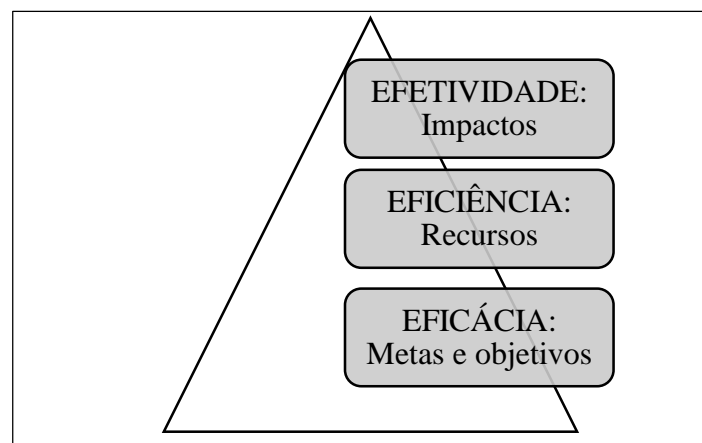 EFETIVIDADE:
Impactos
EFICIÊNCIA:
Recursos
EFICÁCIA:
Metas e objetivos